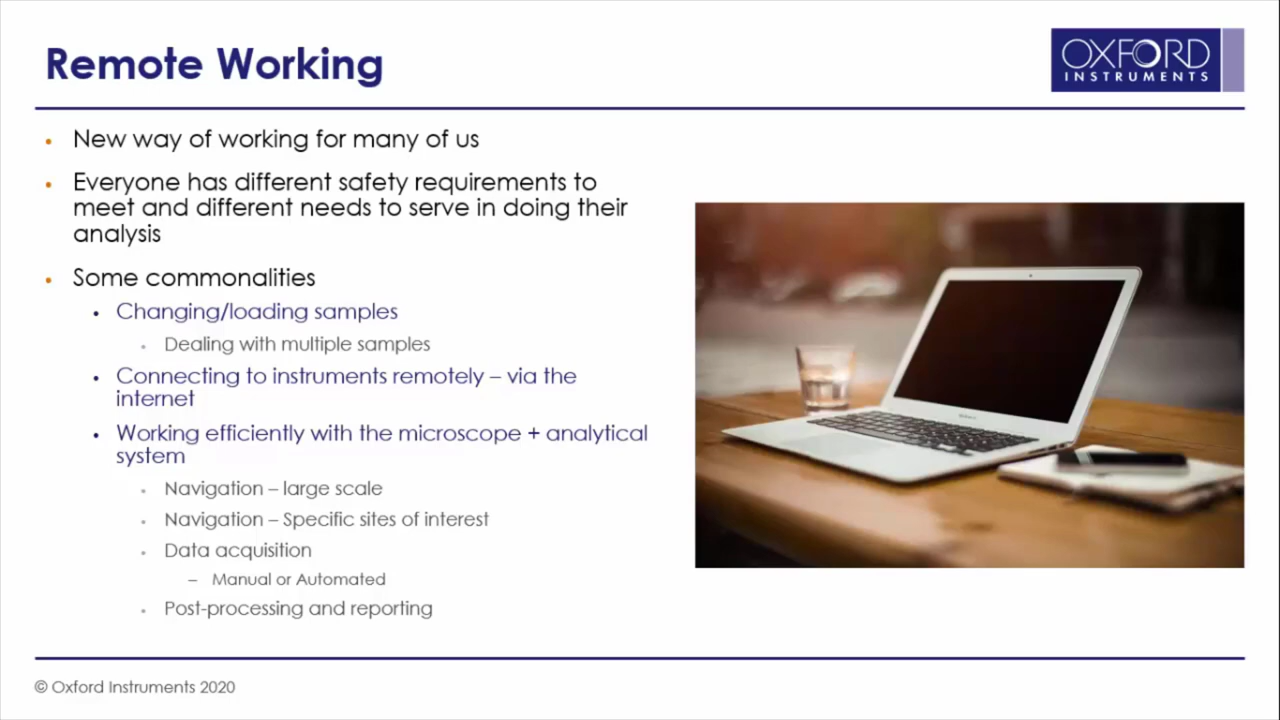 Remote Working
OXFORD
INSTRUMENTS
• New way of working for many of us
• Everyone has different safety requirements to
meet and different needs to serve in doing their
analysis
• Some commonalities
• Changing/loading samples
• Dealing with multiple samples
• Connecting to instruments remotely – via the
internet
• Working efficiently with the microscope + analytical
system
• Navigation – large scale
• Navigation – Specific sites of interest
• Data acquisition
– Manual or Automated
• Post-processing and reporting
© Oxford Instruments 2020